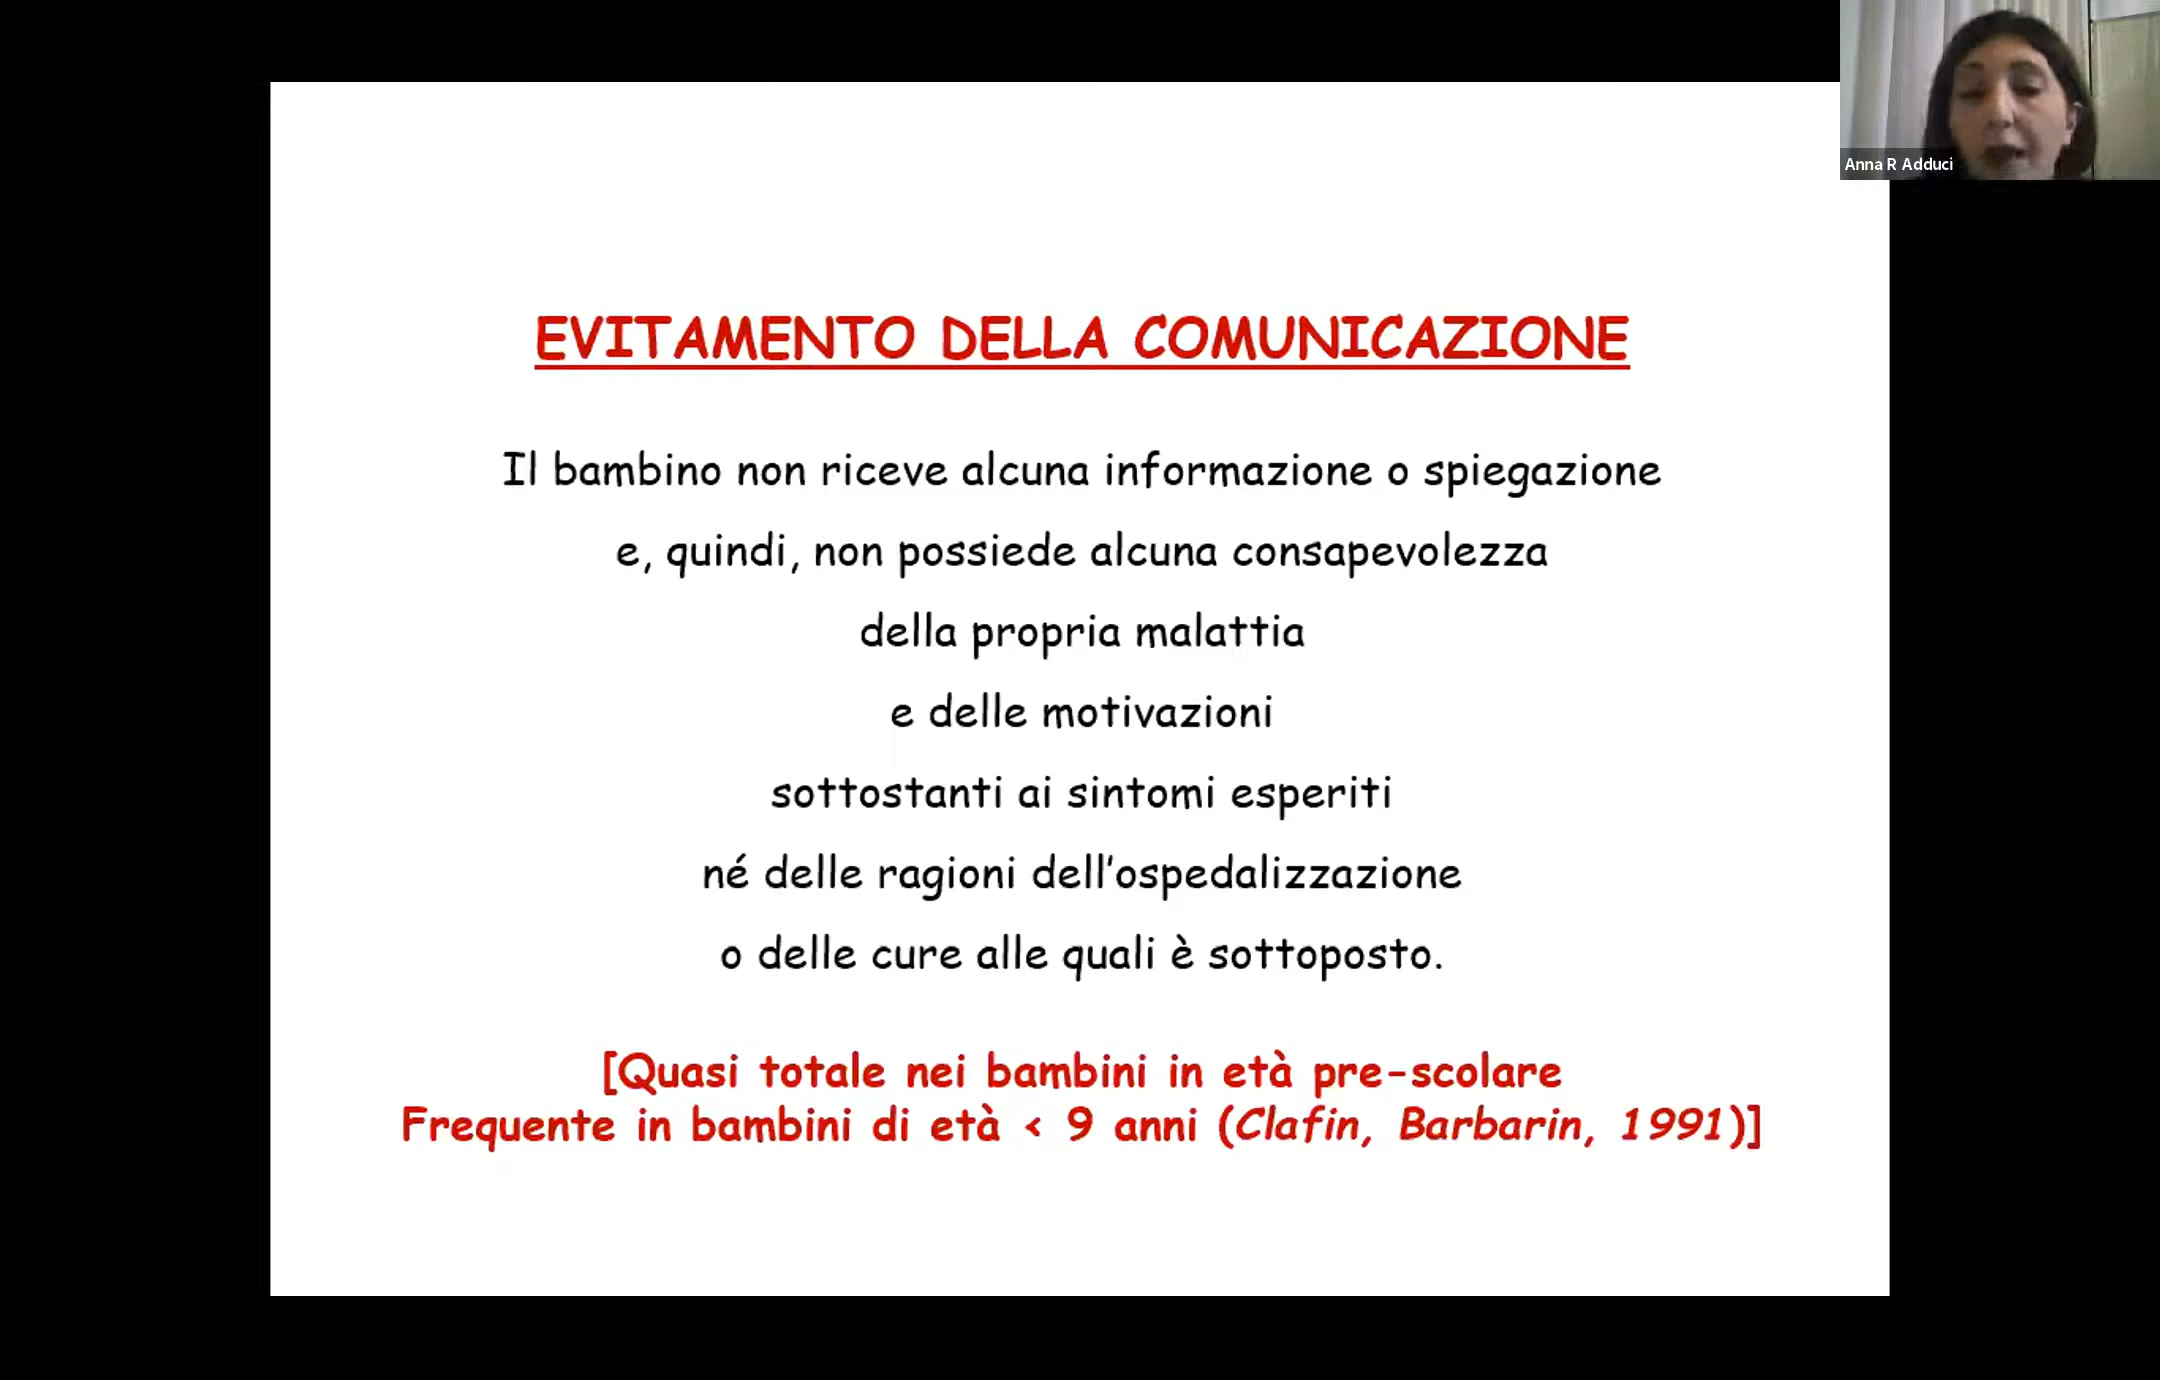 Anna R Adduci
EVITAMENTO DELLA COMUNICAZIONE
Il bambino non riceve alcuna informazione o spiegazione
e, quindi, non possiede alcuna consapevolezza
della propria malattia
e delle motivazioni
sottostanti ai sintomi esperiti
né delle ragioni dell’ospedalizzazione
o delle cure alle quali è sottoposto.
[Quasi totale nei bambini in età pre-scolare
Frequente in bambini di età < 9 anni (Clafin, Barbarin, 1991)]